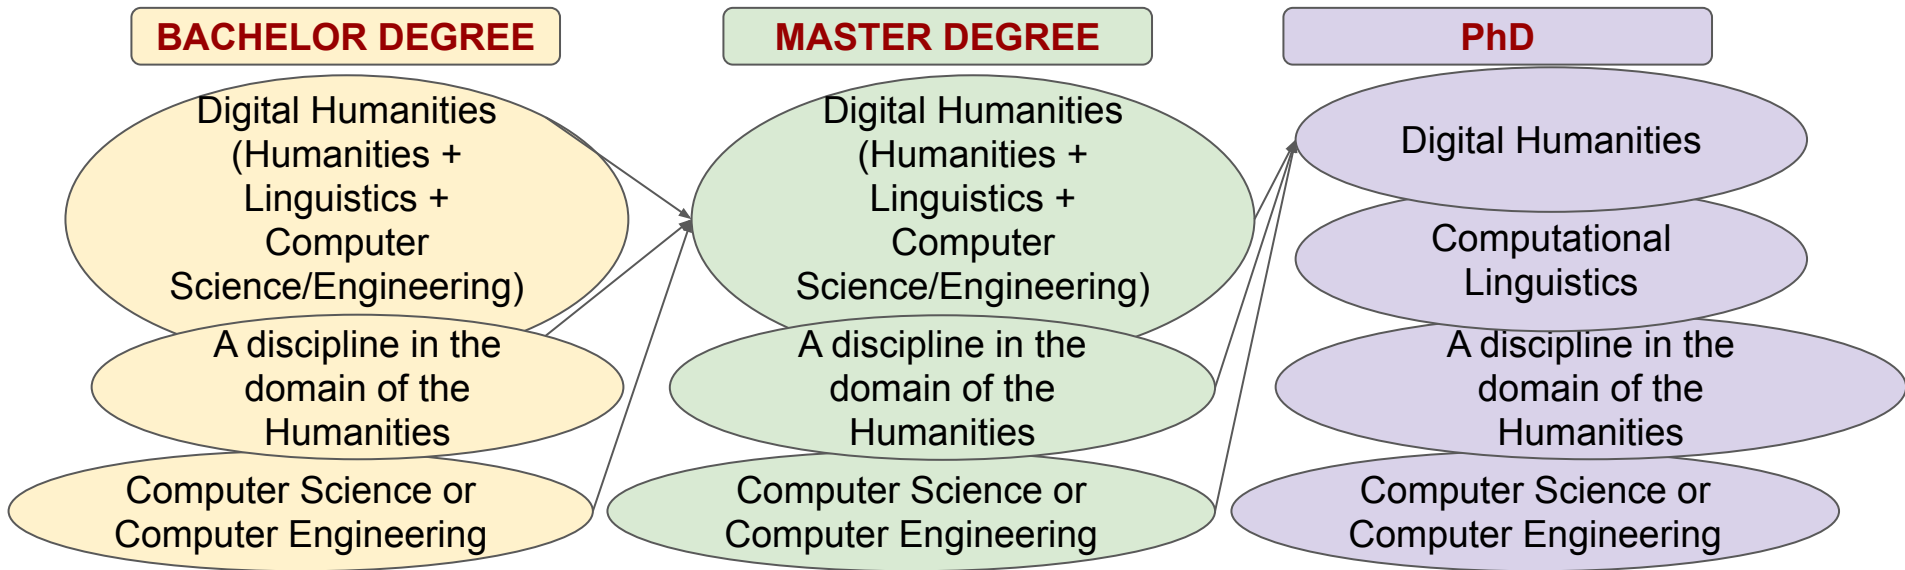 BACHELOR DEGREE
Digital Humanities
(Humanities +
Linguistics +
Computer
Science/Engineering)
A discipline in the
domain of the
Humanities
Computer Science or
Computer Engineering
MASTER DEGREE
Digital Humanities
(Humanities +
Linguistics +
Computer
Science/Engineering)
A discipline in the
domain of the
Humanities
Computer Science or
Computer Engineering
PhD
Digital Humanities
Computational
Linguistics
A discipline in the
domain of the
Humanities
Computer Science or
Computer Engineering